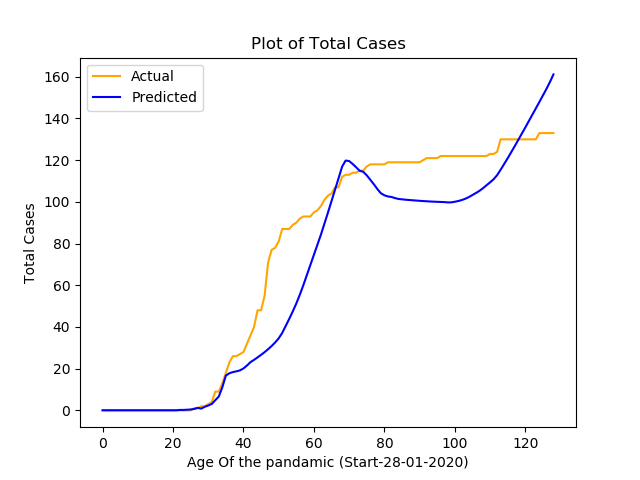 Plot of Total Cases
Actual
Predicted
160
140
120
100
80
60
40
20
0
Total Cases
0 20 40 60 80 100 120
Age Of the pandamic (Start-28-01-2020)